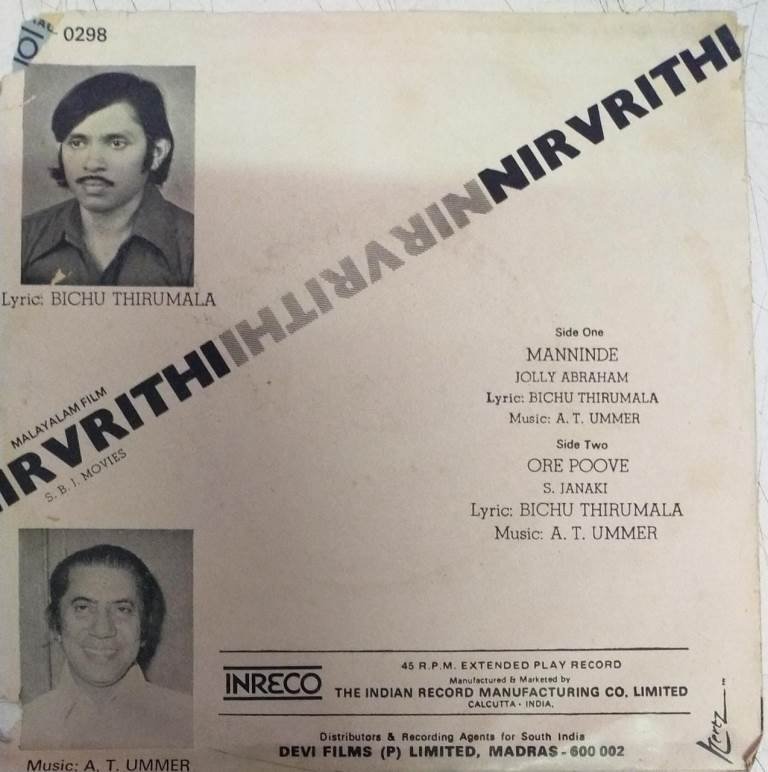 0298
NIRVRITHI
Lyric: BICHU THIRUMALA
MALAYALAM FILM
S. B. J. MOVIES
Side One
MANNINDE
JOLLY ABRAHAM
Lyric: BICHU THIRUMALA
Music: A. T. UMMER
Side Two
ORE POOVE
S. JANAKI
Lyric: BICHU THIRUMALA
Music: A. T. UMMER
45 R.P.M. EXTENDED PLAY RECORD
Manufactured & Marketed by
INRECO
THE INDIAN RECORD MANUFACTURING CO. LIMITED
CALCUTTA - INDIA.
Distributors & Recording Agents for South India
DEVI FILMS (P) LIMITED, MADRAS - 600 002
Music: A. T. UMMER